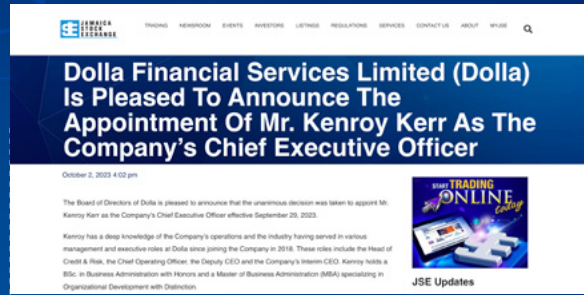 JAMAICA
STOCK
EXCHANGE
TRADING NEWSROOM EVENTS INVESTORS LISTINGS REGULATIONS SERVICES CONTACT US ABOUT MYJSE
Dolla Financial Services Limited (Dolla)
Is Pleased To Announce The
Appointment Of Mr. Kenroy Kerr As The
Company's Chief Executive Officer
October 2, 2023 4:02 pm
The Board of Directors of Dolla is pleased to announce that the unanimous decision was taken to appoint Mr.
Kenroy Kerr as the Company's Chief Executive Officer effective September 29, 2023.
Kenroy has a deep knowledge of the Company's operations and the industry having served in various
management and executive roles at Dolla since joining the Company in 2018. These roles include the Head of
Credit & Risk, the Chief Operating Officer, the Deputy CEO and the Company's Interim CEO. Kenroy holds a
BSc. in Business Administration with Honors and a Master of Business Administration (MBA) specializing in
Organizational Development with Distinction.
START TRADING
ONLINE
today
JSE Updates